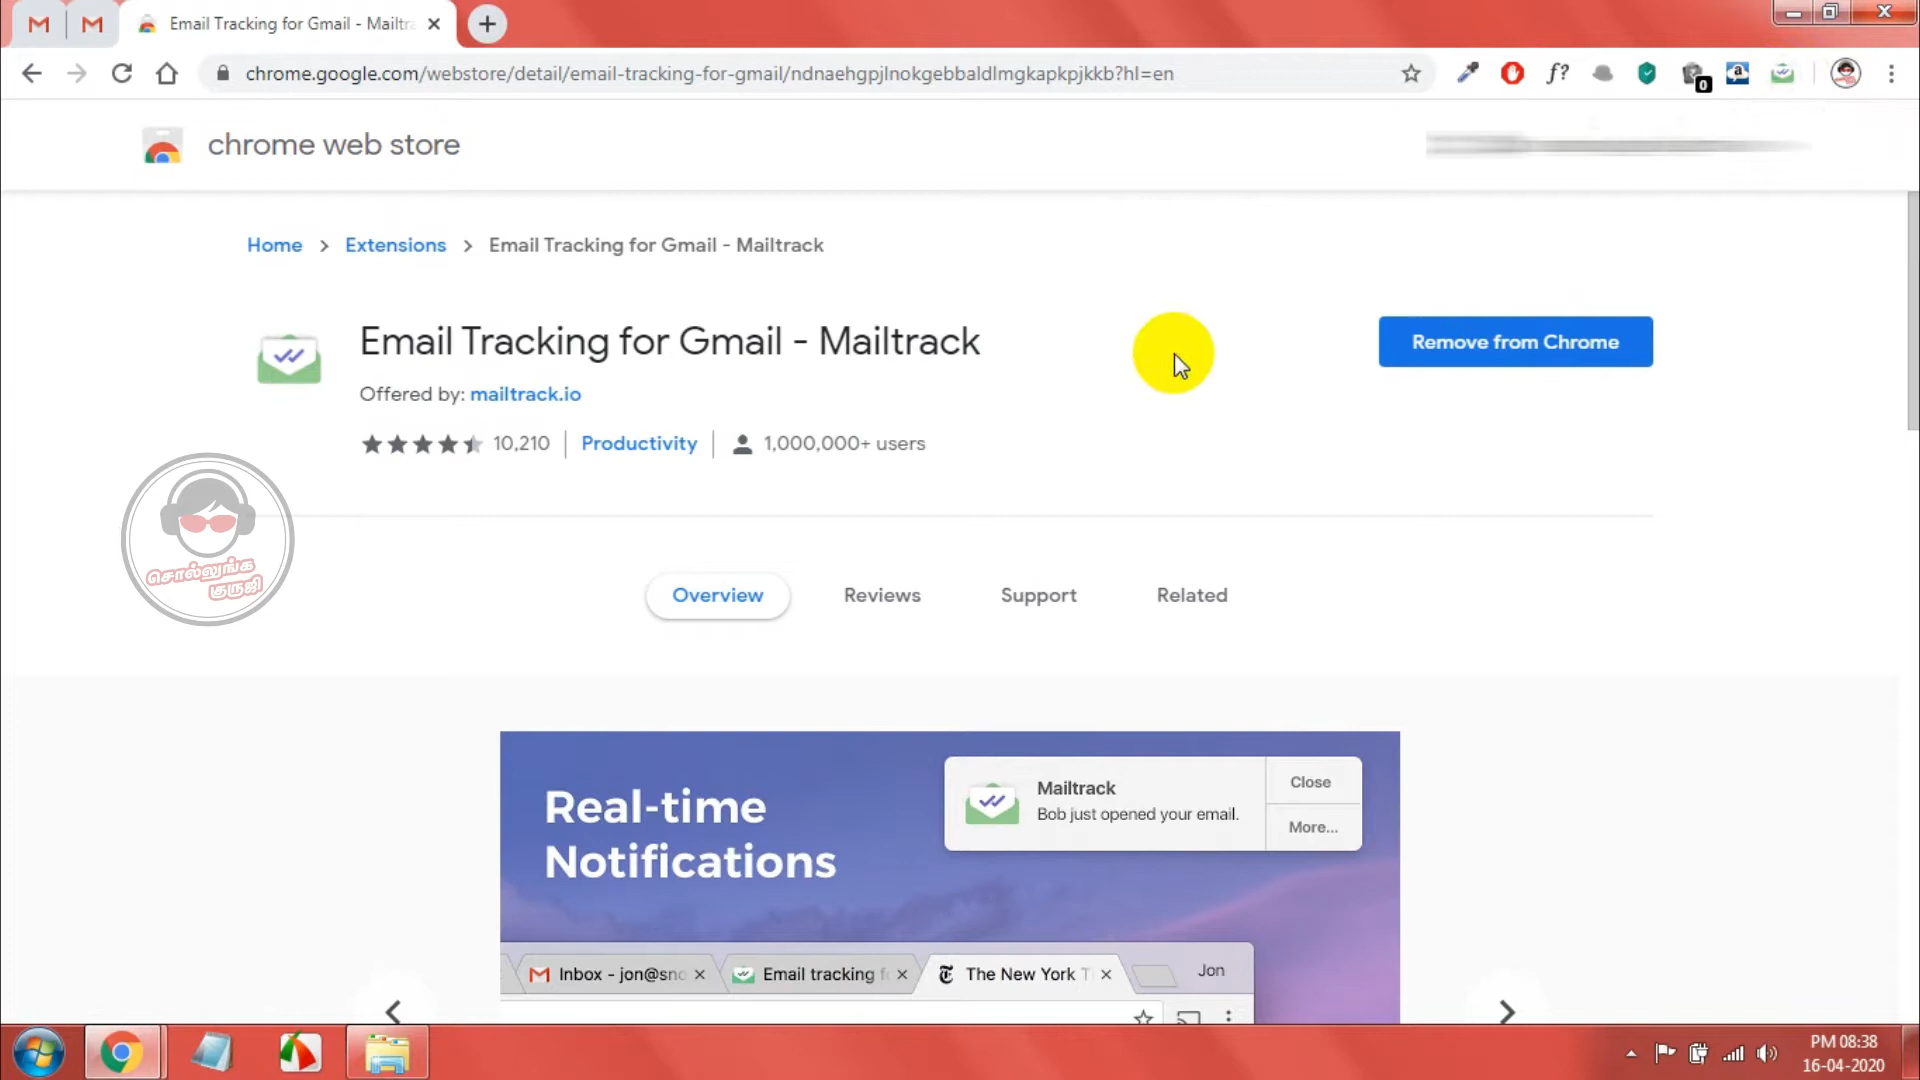 Email Tracking for Gmail - Mailtra
chrome.google.com/webstore/detail/email-tracking-for-gmail/ndnaehgpjlnokgebbaldlmgkapkpjkkb?hl=en
f?
0
a
chrome web store
Home > Extensions > Email Tracking for Gmail - Mailtrack
Email Tracking for Gmail - Mailtrack
Remove from Chrome
Offered by: mailtrack.io
10,210 | Productivity | 1,000,000+ users
சொல்லுங்க
குருஜி
Overview Reviews Support Related
Real-time
Notifications
Mailtrack
Bob just opened your email.
Close
More...
Inbox - jon@sno
Email tracking f
The New York T
Jon
PM 08:38
16-04-2020